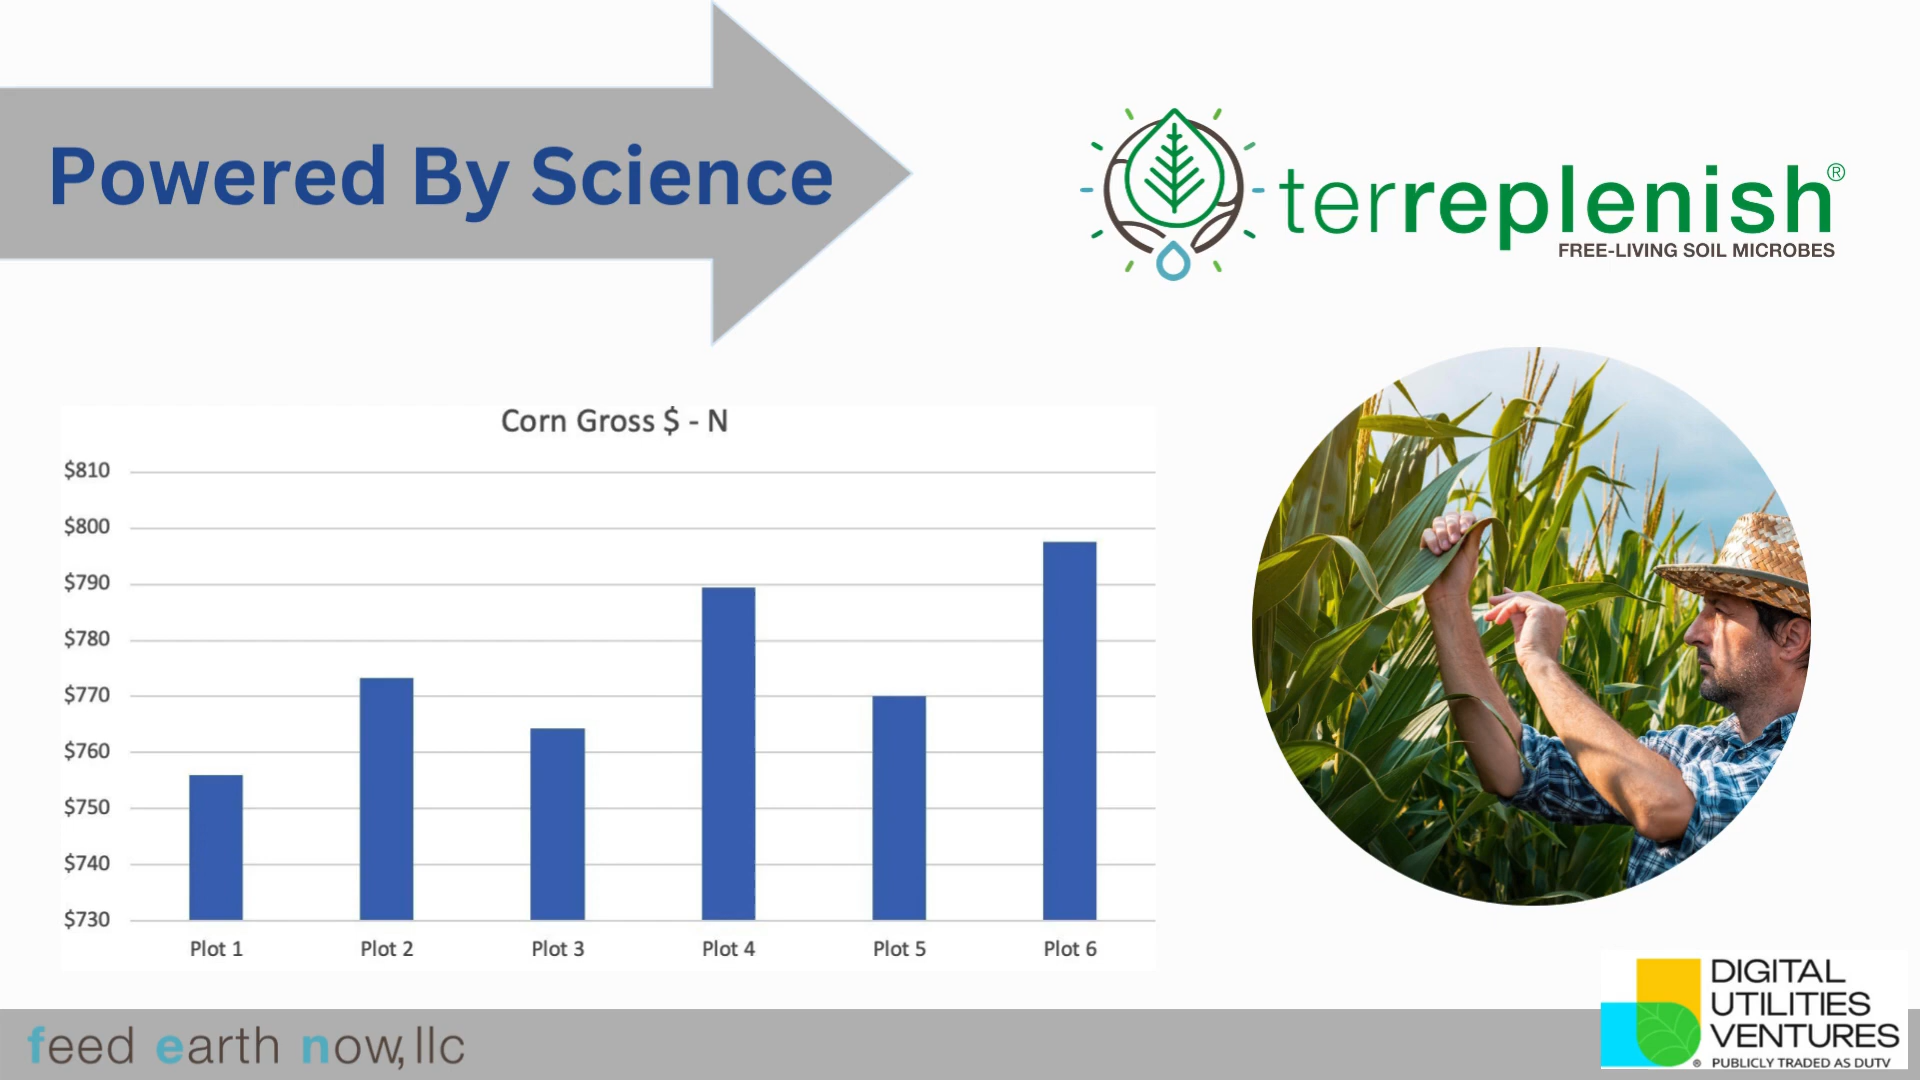 Powered By Science
terreplenish®
FREE-LIVING SOIL MICROBES
Corn Gross $ - N
$810
$800
$790
$780
$770
$760
$750
$740
$730
Plot 1 Plot 2 Plot 3 Plot 4 Plot 5 Plot 6
feed earth now, llc
DIGITAL
UTILITIES
VENTURES
® PUBLICLY TRADED AS DUTV